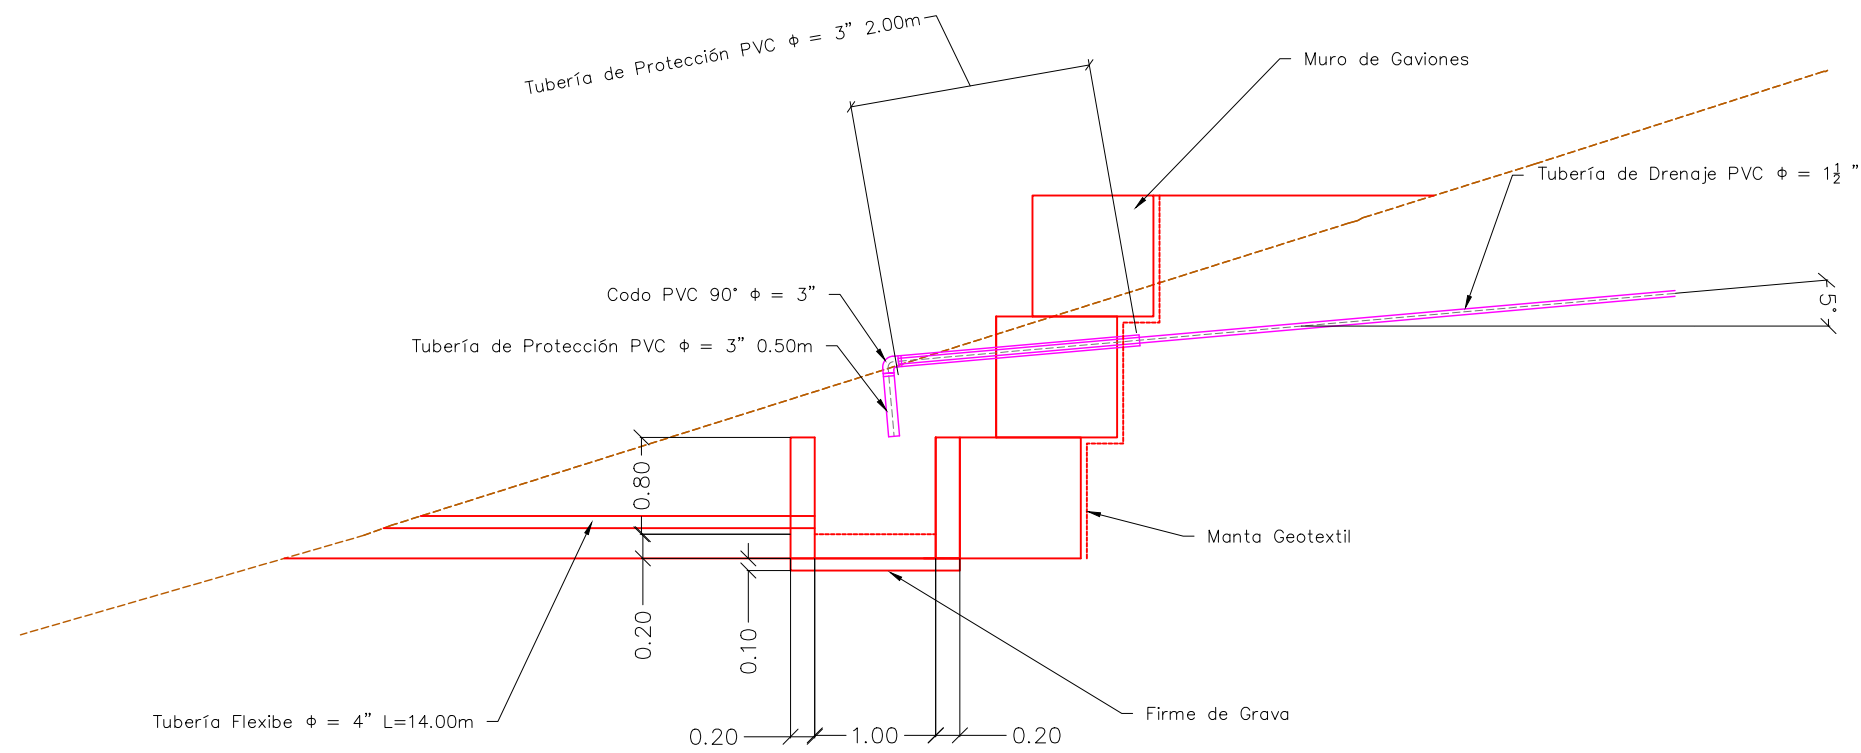 Tubería de Protección PVC ϕ = 3” 2.00m
Muro de Gaviones
Tubería de Drenaje PVC ϕ = 1½ ”
Codo PVC 90° ϕ = 3”
5°
Tubería de Protección PVC ϕ = 3” 0.50m
0.80
Manta Geotextil
0.20
0.10
Tubería Flexibe ϕ = 4” L=14.00m
Firme de Grava
0.20
1.00
0.20